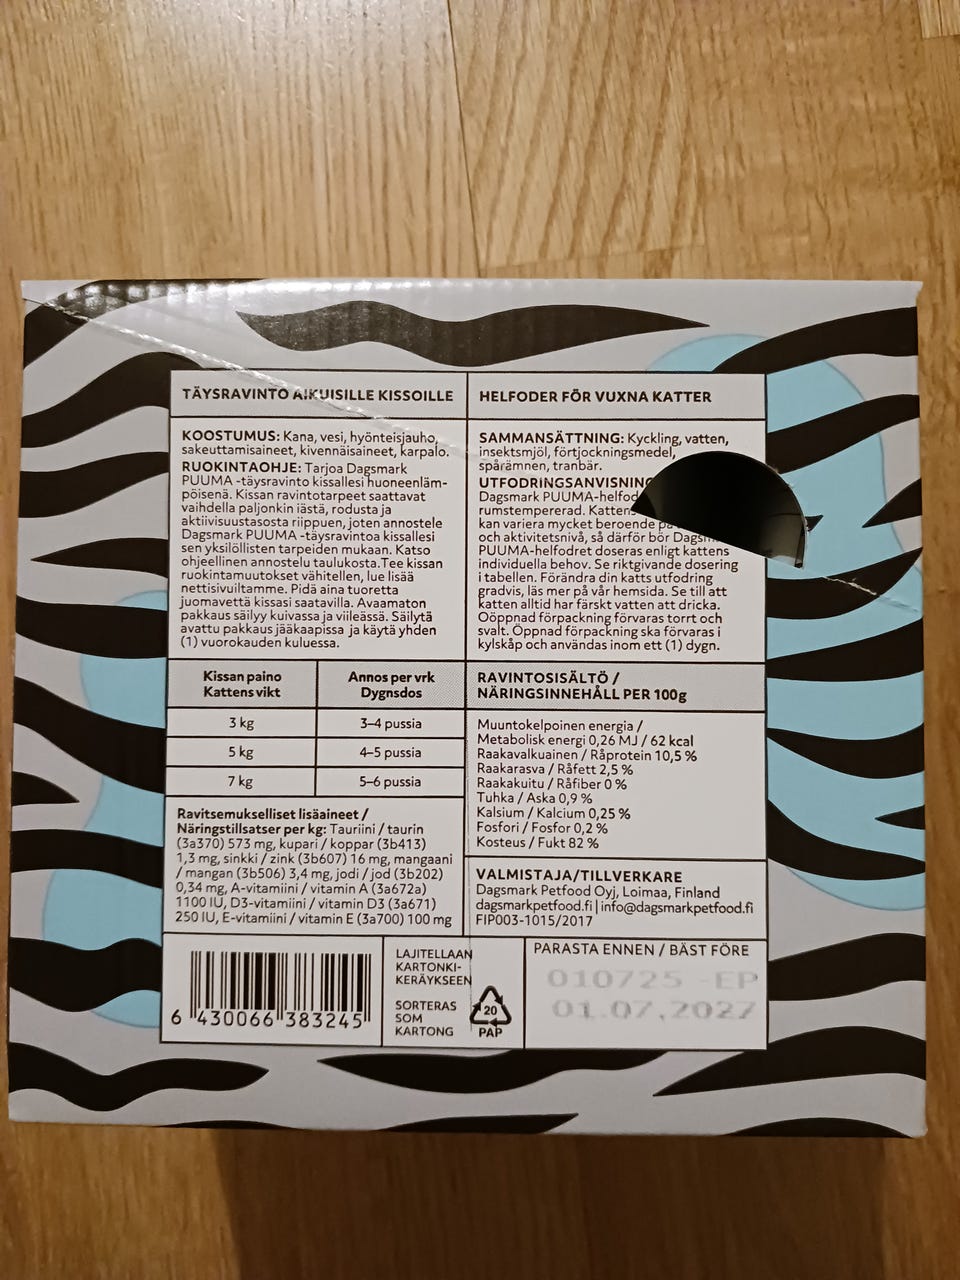 TÄYSRAVINTO AIKUISILLE KISSOILLE
KOOSTUMUS: Kana, vesi, hyönteisjauho,
sakeuttamisaineet, kivennäisaineet, karpalo.
RUOKINTAOHJE: Tarjoa Dagsmark
PUUMA -täysravinto kissallesi huoneenläm-
pöisenä. Kissan ravintotarpeet saattavat
vaihdella paljonkin iästä, rodusta ja
aktiivisuustasosta riippuen, joten annostele
Dagsmark PUUMA -täysravintoa kissallesi
sen yksilöllisten tarpeiden mukaan. Katso
ohjeellinen annostelu taulukosta.Tee kissan
ruokintamuutokset vähitellen, lue lisää
nettisivuiltamme. Pidä aina tuoretta
juomavettä kissasi saatavilla. Avaamaton
pakkaus säilyy kuivassa ja viileässä. Säilytä
avattu pakkaus jääkaapissa ja käytä yhden
(1) vuorokauden kuluessa.
HELFODER FÖR VUXNA KATTER
SAMMANSÄTTNING: Kyckling, vatten,
insektsmjöl, förtjockningsmedel,
spårämnen, tranbär.
UTFODRINGSANVISNING
Dagsmark PUUMA-helfod
rumstempererad. Kattens
kan variera mycket beroende på
och aktivitetsnivå, så därför bör Dagsm
PUUMA-helfodret doseras enligt kattens
individuella behov. Se riktgivande dosering
i tabellen. Förändra din katts utfodring
gradvis, läs mer på vår hemsida. Se till att
katten alltid har färskt vatten att dricka.
Oöppnad förpackning förvaras torrt och
svalt. Öppnad förpackning ska förvaras i
kylskåp och användas inom ett (1) dygn.
Kissan paino Annos per vrk
Kattens vikt Dygnsdos
3 kg 3–4 pussia
5 kg 4–5 pussia
7 kg 5–6 pussia
Ravitsemukselliset lisäaineet /
Näringstillsatser per kg: Tauriini / taurin
(3a370) 573 mg, kupari / koppar (3b413)
1,3 mg, sinkki / zink (3b607) 16 mg, mangaani
/ mangan (3b506) 3,4 mg, jodi / jod (3b202)
0,34 mg, A-vitamiini / vitamin A (3a672a)
1100 IU, D3-vitamiini / vitamin D3 (3a671)
250 IU, E-vitamiini / vitamin E (3a700) 100 mg
RAVINTOSISÄLTÖ /
NÄRINGSINNEHÅLL PER 100g
Muuntokelpoinen energia /
Metabolisk energi 0,26 MJ / 62 kcal
Raakavalkuainen / Råprotein 10,5 %
Raakarasva / Råfett 2,5 %
Raakakuitu / Råfiber 0 %
Tuhka / Aska 0,9 %
Kalsium / Kalcium 0,25 %
Fosfori / Fosfor 0,2 %
Kosteus / Fukt 82 %
VALMISTAJA/TILLVERKARE
Dagsmark Petfood Oyj, Loimaa, Finland
dagsmarkpetfood.fi | info@dagsmarkpetfood.fi
FIP003-1015/2017
6 430066 383245
LAJITELLAAN
KARTONKI-
KERÄYKSEEN
SORTERAS
SOM
KARTONG
20
PAP
PARASTA ENNEN / BÄST FÖRE
010725 -EP
01.07.2027